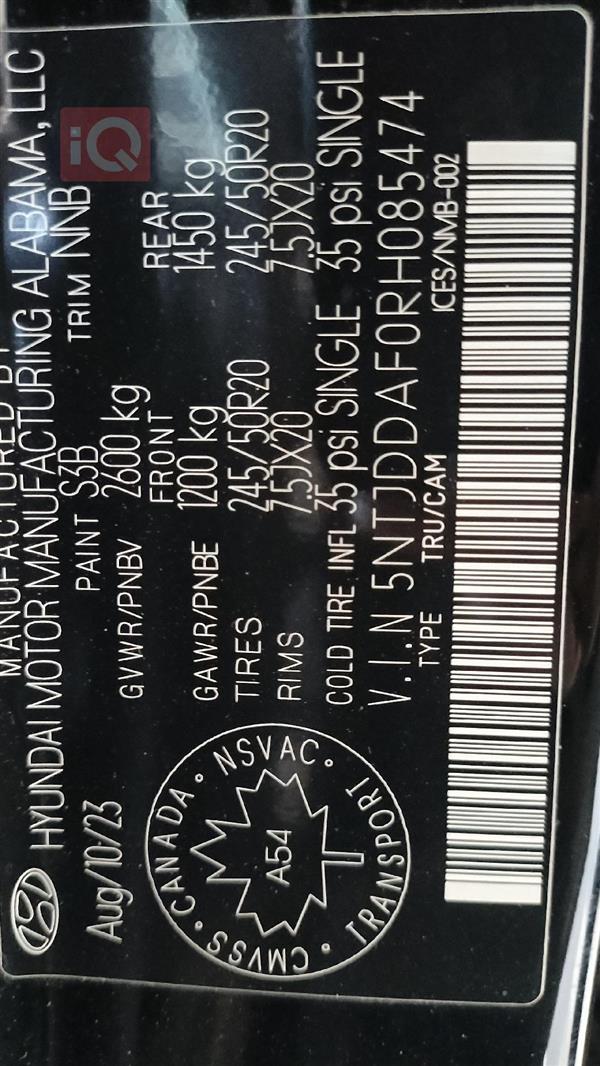 MANUFACTURED BY
HYUNDAI MOTOR MANUFACTURING ALABAMA, LLC
Aug/10/23 PAINT S3B TRIM NNB
GVWR/PNBV 2600 kg
FRONT REAR
GAWR/PNBE 1200 kg 1450 kg
TIRES 245/50R20 245/50R20
RIMS 7.5JX20 7.5JX20
COLD TIRE INFL 35 psi SINGLE 35 psi SINGLE
V.I.N 5NTJDDAF0RH085474
TYPE TRU/CAM ICES/NMB-002
CMVSS · CANADA · NSVAC · TRANSPORT
A54
iQ